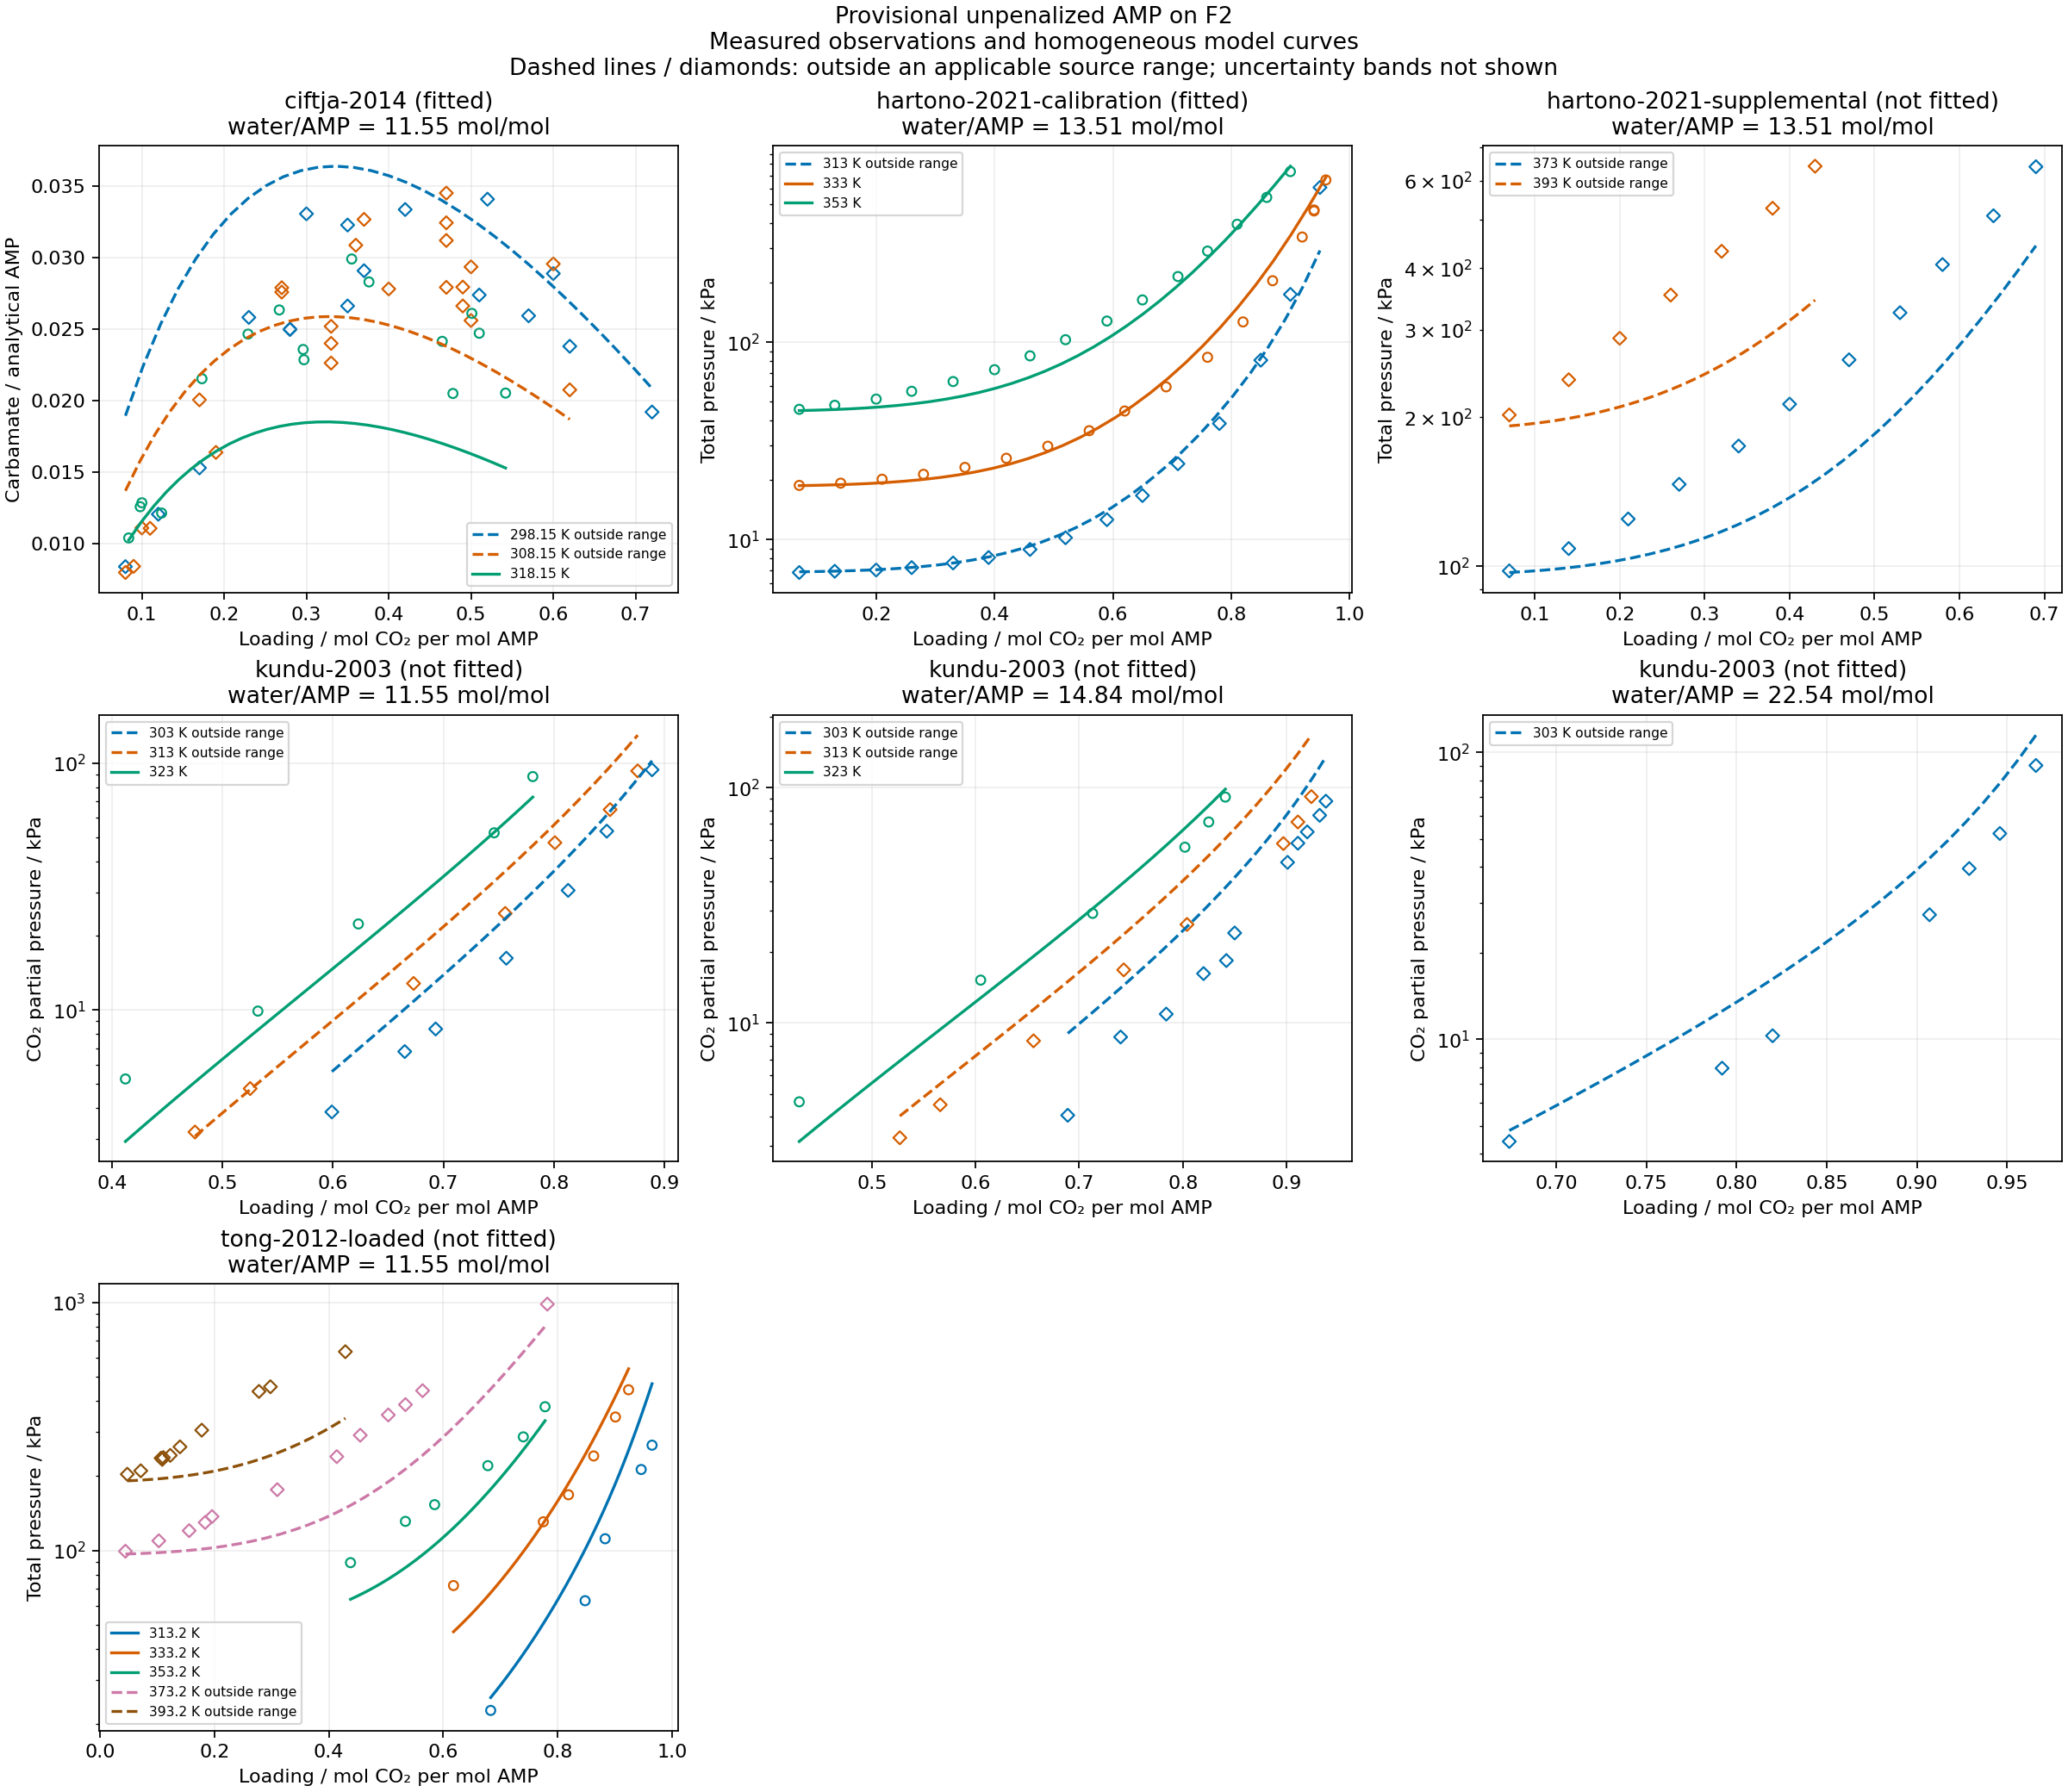 Provisional unpenalized AMP on F2
Measured observations and homogeneous model curves
Dashed lines / diamonds: outside an applicable source range; uncertainty bands not shown
ciftja-2014 (fitted)
water/AMP = 11.55 mol/mol
Carbamate / analytical AMP
0.035
0.030
0.025
0.020
0.015
0.010
298.15 K outside range
308.15 K outside range
318.15 K
0.1 0.2 0.3 0.4 0.5 0.6 0.7
Loading / mol CO₂ per mol AMP
hartono-2021-calibration (fitted)
water/AMP = 13.51 mol/mol
Total pressure / kPa
10²
10¹
313 K outside range
333 K
353 K
0.2 0.4 0.6 0.8 1.0
Loading / mol CO₂ per mol AMP
hartono-2021-supplemental (not fitted)
water/AMP = 13.51 mol/mol
Total pressure / kPa
6 × 10²
4 × 10²
3 × 10²
2 × 10²
10²
373 K outside range
393 K outside range
0.1 0.2 0.3 0.4 0.5 0.6 0.7
Loading / mol CO₂ per mol AMP
kundu-2003 (not fitted)
water/AMP = 11.55 mol/mol
CO₂ partial pressure / kPa
10²
10¹
303 K outside range
313 K outside range
323 K
0.4 0.5 0.6 0.7 0.8 0.9
Loading / mol CO₂ per mol AMP
kundu-2003 (not fitted)
water/AMP = 14.84 mol/mol
CO₂ partial pressure / kPa
10²
10¹
303 K outside range
313 K outside range
323 K
0.5 0.6 0.7 0.8 0.9
Loading / mol CO₂ per mol AMP
kundu-2003 (not fitted)
water/AMP = 22.54 mol/mol
CO₂ partial pressure / kPa
10²
10¹
303 K outside range
0.70 0.75 0.80 0.85 0.90 0.95
Loading / mol CO₂ per mol AMP
tong-2012-loaded (not fitted)
water/AMP = 11.55 mol/mol
Total pressure / kPa
10³
10²
313.2 K
333.2 K
353.2 K
373.2 K outside range
393.2 K outside range
0.0 0.2 0.4 0.6 0.8 1.0
Loading / mol CO₂ per mol AMP